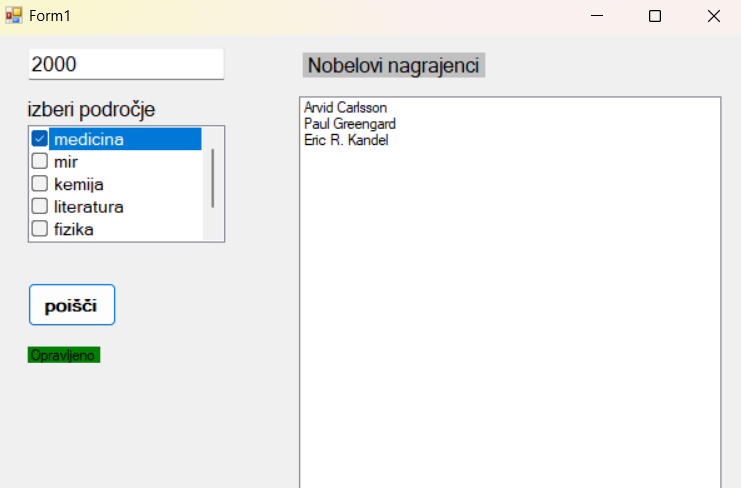 Form1
2000
izberi področje
medicina
mir
kemija
literatura
fizika
poišči
Opravljeno
Nobelovi nagrajenci
Arvid Carlsson
Paul Greengard
Eric R. Kandel